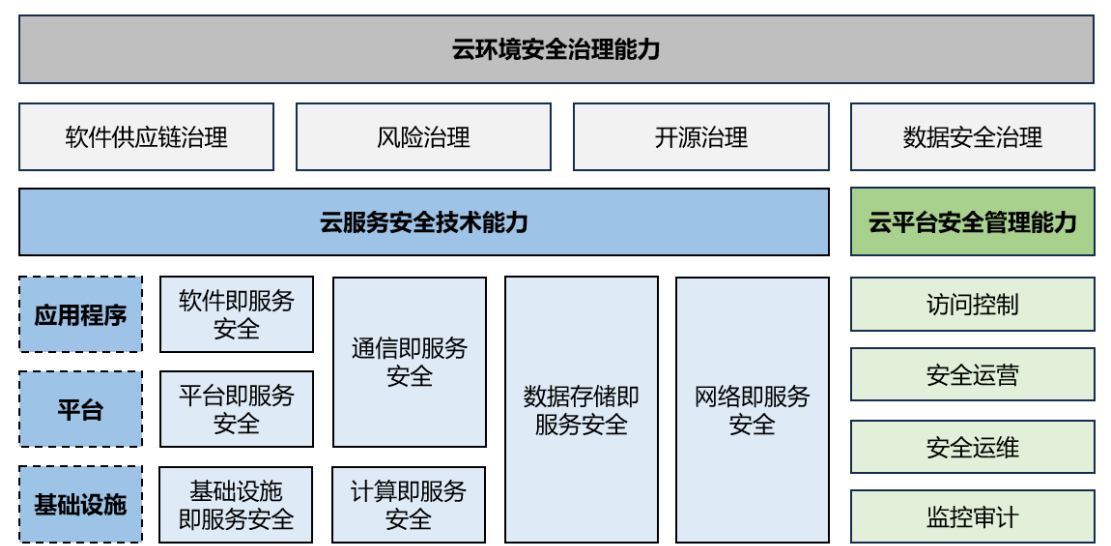 云环境安全治理能力
软件供应链治理
风险治理
开源治理
数据安全治理
云服务安全技术能力
云平台安全管理能力
应用程序
软件即服务
安全
通信即服务
安全
数据存储即
服务安全
网络即服务
安全
访问控制
平台
平台即服务
安全
安全运营
基础设施
基础设施
即服务安全
计算即服务
安全
安全运维
监控审计